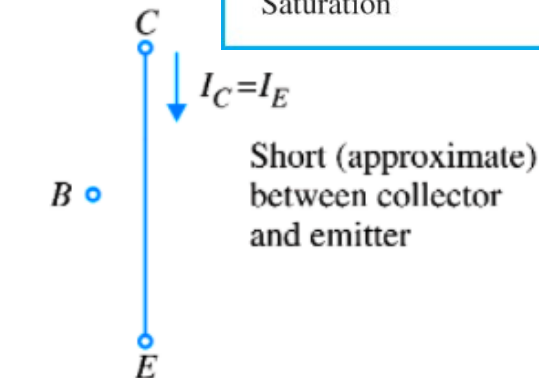 Saturation
C
I_C=I_E
Short (approximate)
B
between collector
and emitter
E